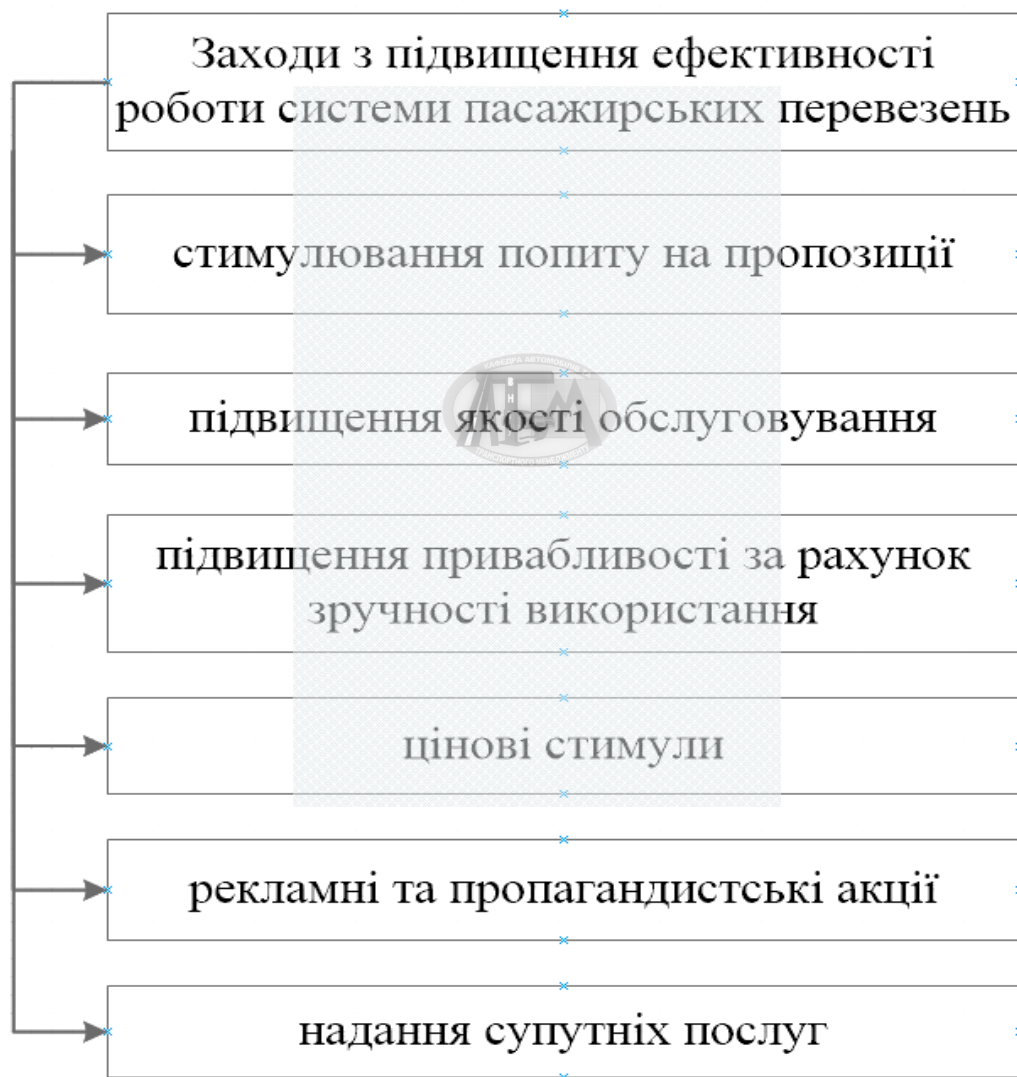 Заходи з підвищення ефективності
роботи системи пасажирських перевезень
стимулювання попиту на пропозиції
підвищення якості обслуговування
підвищення привабливості за рахунок
зручності використання
цінові стимули
рекламні та пропагандистські акції
надання супутніх послуг